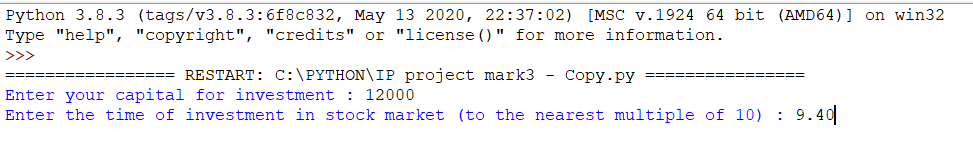 Python 3.8.3 (tags/v3.8.3:6f8c832, May 13 2020, 22:37:02) [MSC v.1924 64 bit (AMD64)] on win32
Type "help", "copyright", "credits" or "license()" for more information.
>>>
================= RESTART: C:\PYTHON\IP project mark3 - Copy.py ================
Enter your capital for investment : 12000
Enter the time of investment in stock market (to the nearest multiple of 10) : 9.40